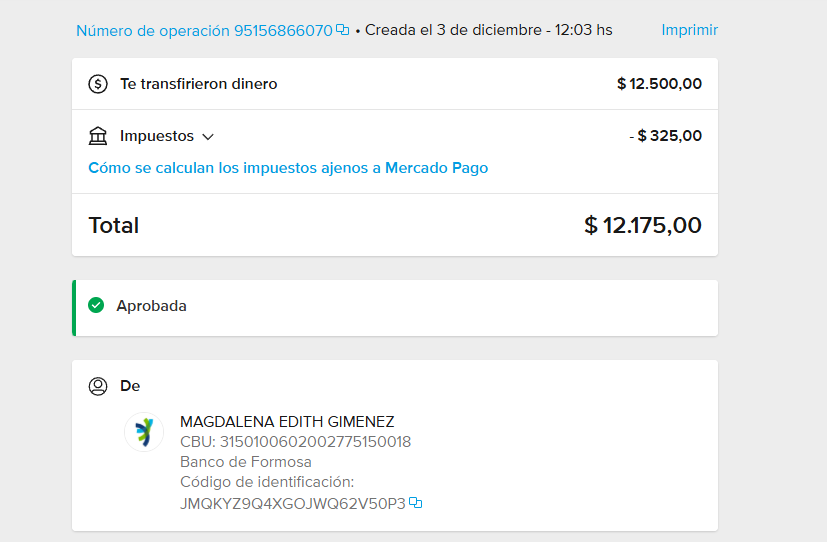 Número de operación 95156866070 • Creada el 3 de diciembre - 12:03 hs Imprimir
Te transfirieron dinero $ 12.500,00
Impuestos - $ 325,00
Cómo se calculan los impuestos ajenos a Mercado Pago
Total $ 12.175,00
Aprobada
De
MAGDALENA EDITH GIMENEZ
CBU: 3150100602002775150018
Banco de Formosa
Código de identificación:
JMQKYZ9Q4XGOJWQ62V50P3